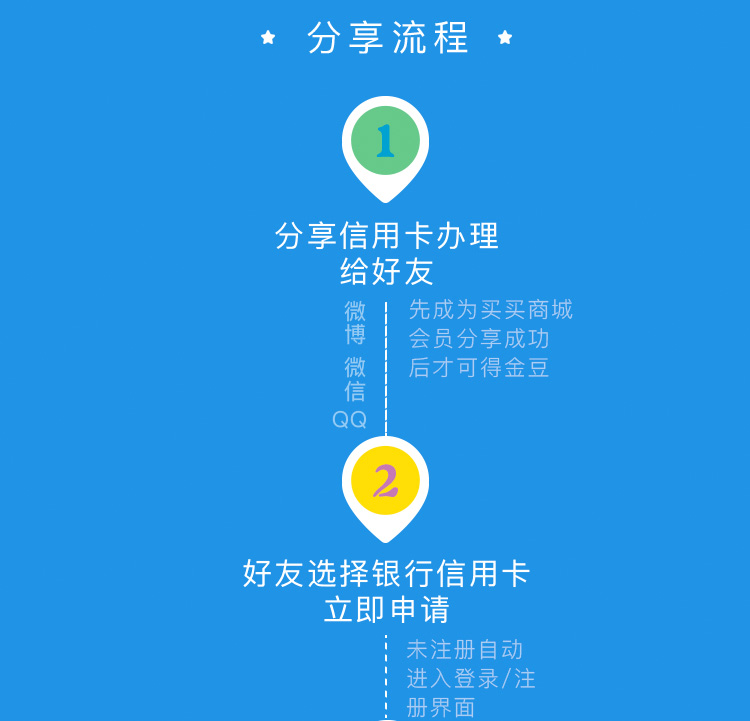 分享流程
1
分享信用卡办理
给好友
微
博
微
信
QQ
先成为买买商城
会员分享成功
后才可得金豆
2
好友选择银行信用卡
立即申请
未注册自动
进入登录/注
册界面